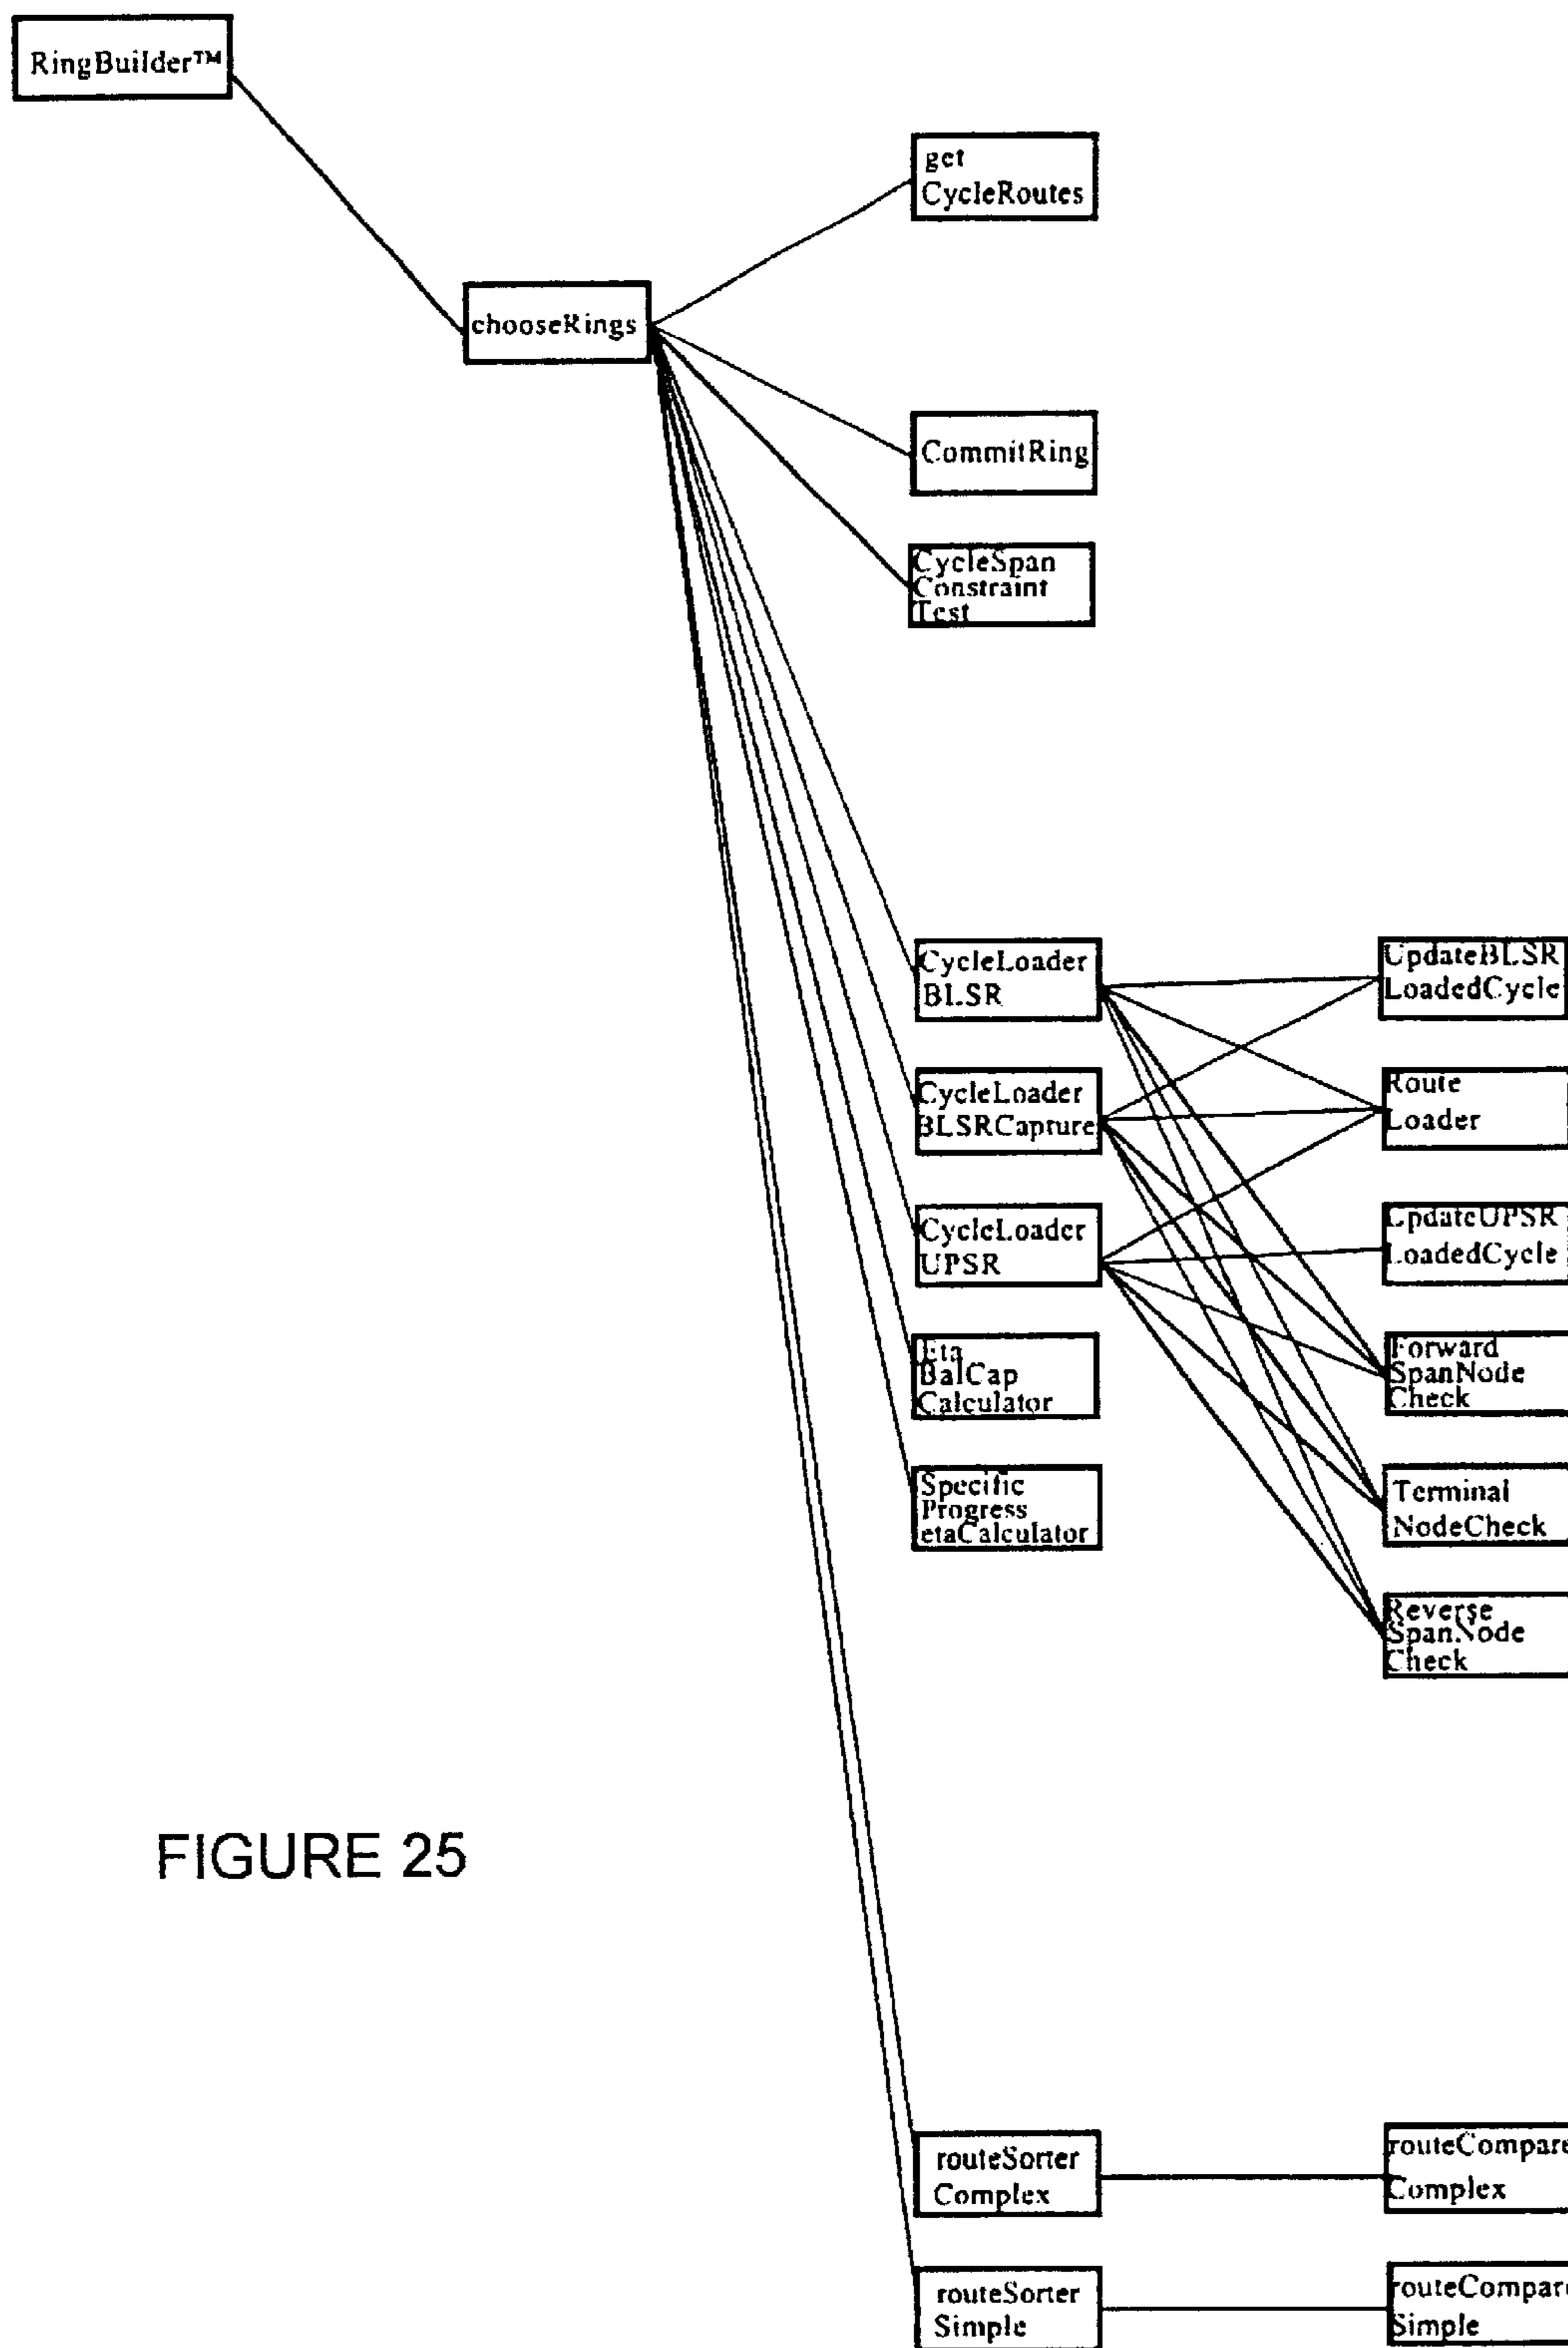 RingBuilder™
get
CycleRoutes
chooseRings
CommitRing
CycleSpan
Constraint
Test
CycleLoader
BLSR
UpdateBLSR
LoadedCycle
CycleLoader
BLSRCapture
Route
Loader
CycleLoader
UPSR
UpdateUPSR
LoadedCycle
Eta
BalCap
Calculator
Forward
SpanNode
Check
Specific
Progress
etaCalculator
Terminal
NodeCheck
Reverse
SpanNode
Check
FIGURE 25
routeSorter
Complex
routeCompare
Complex
routeSorter
Simple
routeCompare
Simple